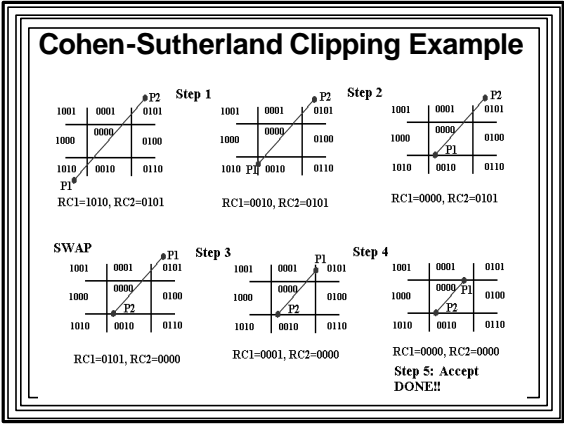 Cohen-Sutherland Clipping Example
Step 1
Step 2
P2
1001 0001 0101
0000
1000 0100
1010 0010 0110
P1
RC1=1010, RC2=0101
P2
1001 0001 0101
0000
1000 0100
1010 P1 0010 0110
RC1=0010, RC2=0101
P2
1001 0001 0101
0000
1000 P1 0100
1010 0010 0110
RC1=0000, RC2=0101
SWAP
Step 3
Step 4
P1
1001 0001 0101
0000
1000 P2 0100
1010 0010 0110
RC1=0101, RC2=0000
P1
1001 0001 0101
0000
1000 P2 0100
1010 0010 0110
RC1=0001, RC2=0000
1001 0001 0101
0000 P1
1000 P2 0100
1010 0010 0110
RC1=0000, RC2=0000
Step 5: Accept
DONE!!